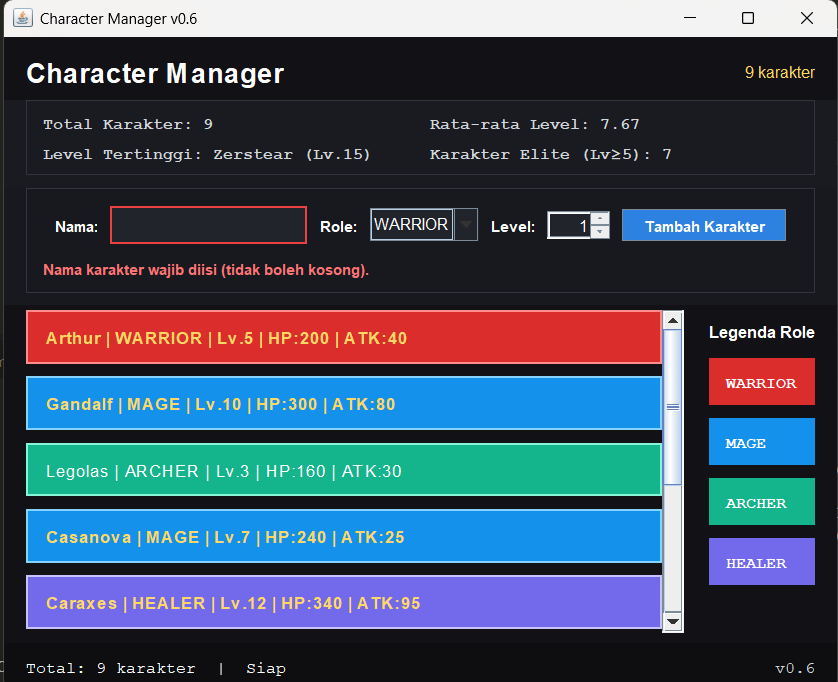 Character Manager v0.6
Character Manager
9 karakter
Total Karakter: 9
Rata-rata Level: 7.67
Level Tertinggi: Zerstear (Lv.15)
Karakter Elite (Lv≥5): 7
Nama:
Role: WARRIOR
Level: 1
Tambah Karakter
Nama karakter wajib diisi (tidak boleh kosong).
Arthur | WARRIOR | Lv.5 | HP:200 | ATK:40
Gandalf | MAGE | Lv.10 | HP:300 | ATK:80
Legolas | ARCHER | Lv.3 | HP:160 | ATK:30
Casanova | MAGE | Lv.7 | HP:240 | ATK:25
Caraxes | HEALER | Lv.12 | HP:340 | ATK:95
Legenda Role
WARRIOR
MAGE
ARCHER
HEALER
Total: 9 karakter | Siap
v0.6